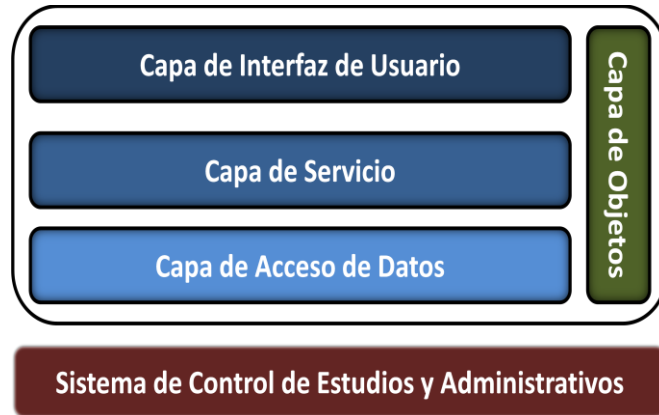 Capa de Interfaz de Usuario
Capa de Servicio
Capa de Acceso de Datos
Capa de Objetos
Sistema de Control de Estudios y Administrativos